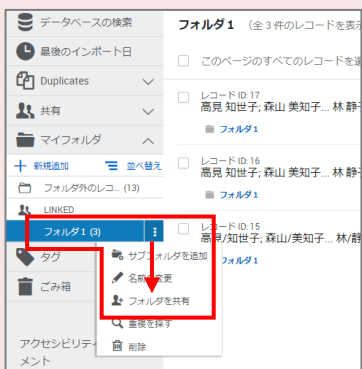 データベースの検索
最後のインポート日
Duplicates
共有
マイフォルダ
新規追加 並べ替え
フォルダ外のレコ... (13)
LINKED
フォルダ1 (3)
タグ
ごみ箱
アクセシビリティ
メント
サブフォルダを追加
名前の変更
フォルダを共有
重複を探す
削除
フォルダ1 (全3件のレコードを表示
このページのすべてのレコードを選
レコード ID: 17
高見 知世子; 森山 美知子... 林 静子
フォルダ1
レコード ID: 16
高見 知世子; 森山 美知子... 林 静
フォルダ1
レコード ID: 15
高見/知世子; 森山/美知子... 林/静
フォルダ1